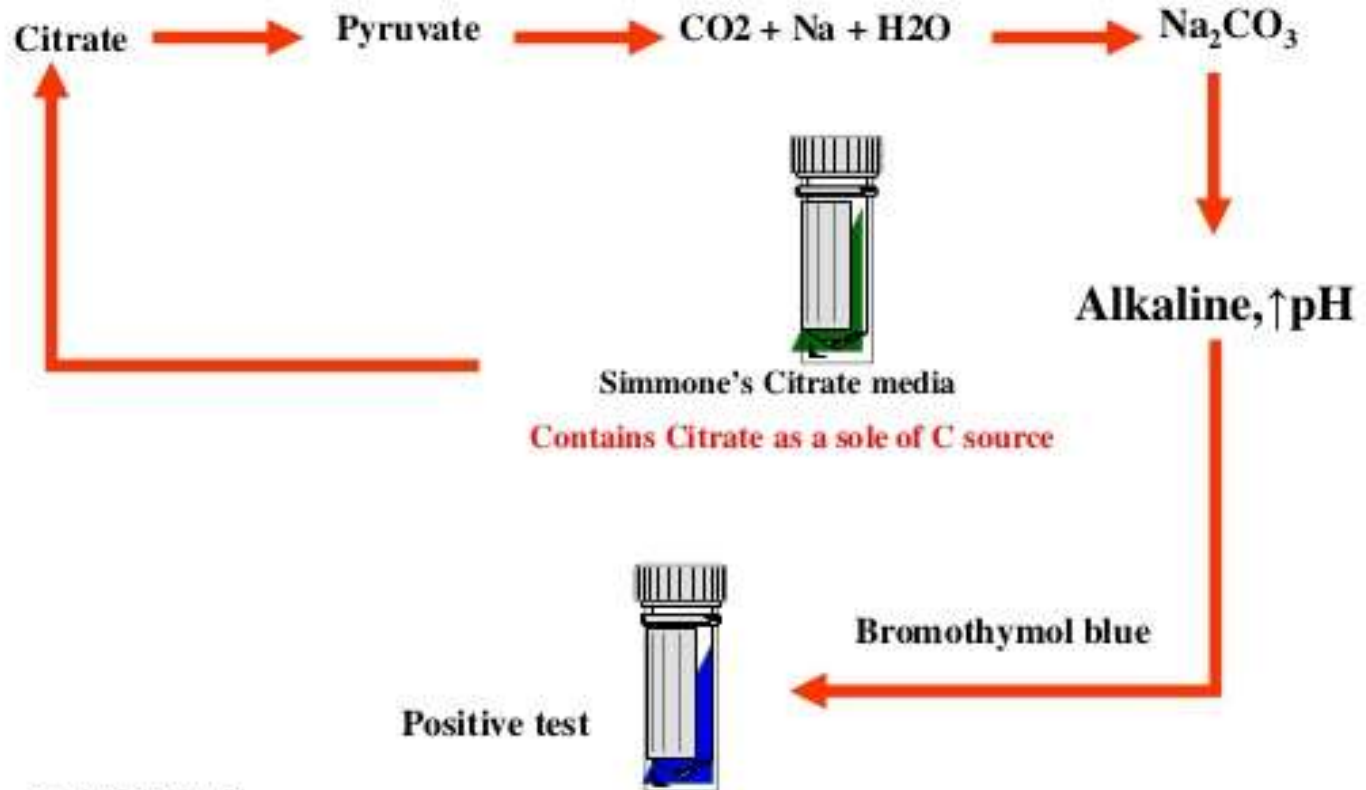 Citrate
Pyruvate
CO2 + Na + H2O
Na₂CO₃
Alkaline,↑pH
Simmone's Citrate media
Contains Citrate as a sole of C source
Bromothymol blue
Positive test